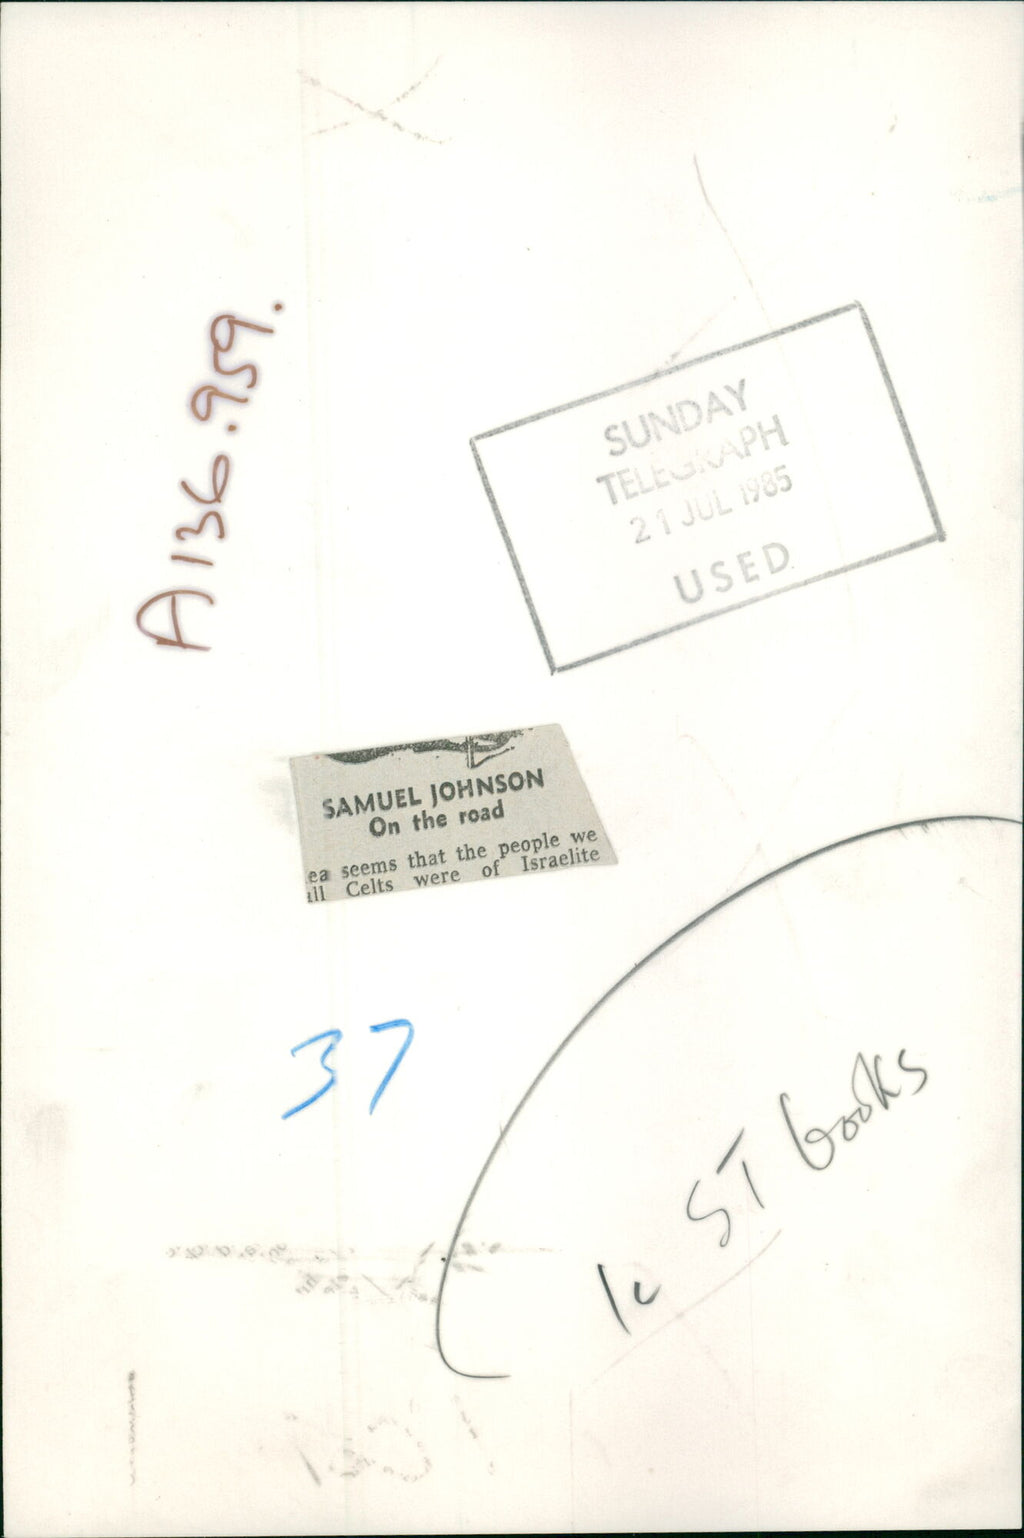 A136.959.
SUNDAY
TELEGRAPH
21 JUL 1985
USED
SAMUEL JOHNSON
On the road
ea seems that the people we
ill Celts were of Israelite
37
1c ST books